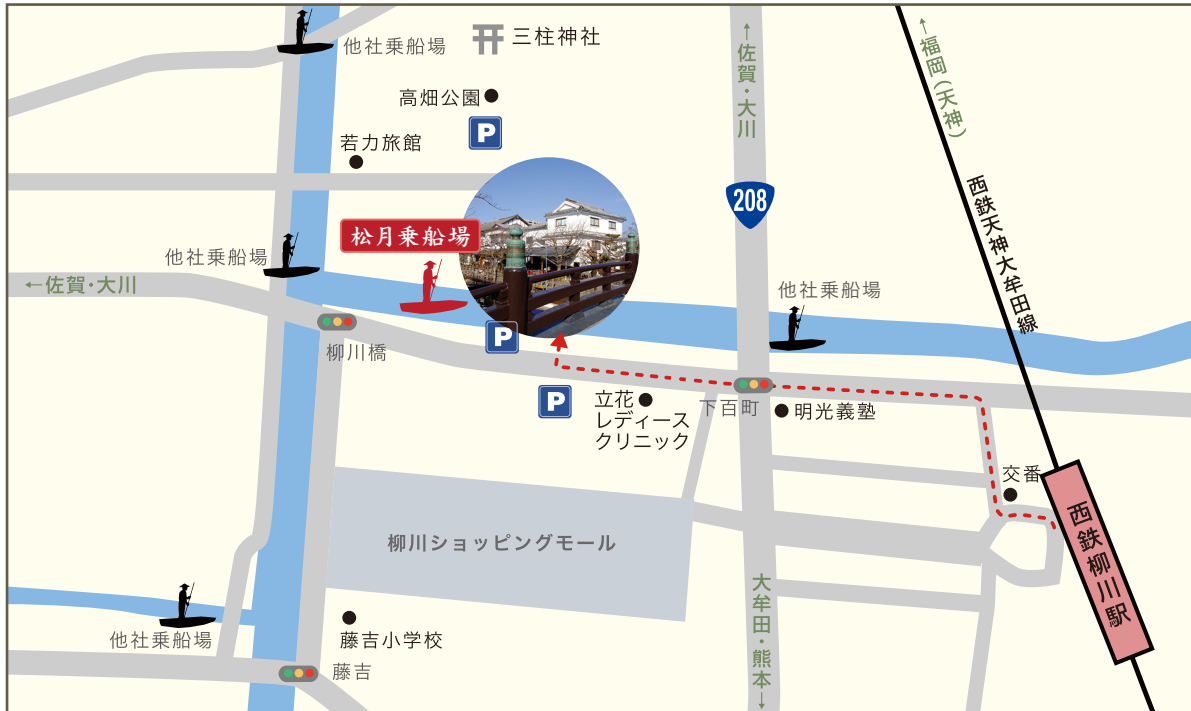 他社乗船場
三柱神社
高畑公園
P
若力旅館
↑佐賀・大川
←福岡(天神)
208
西鉄天神大牟田線
松月乗船場
他社乗船場
←佐賀・大川
他社乗船場
P
柳川橋
P
立花
レディース
クリニック
下百町
明光義塾
交番
西鉄柳川駅
柳川ショッピングモール
大牟田・熊本→
他社乗船場
藤吉小学校
藤吉